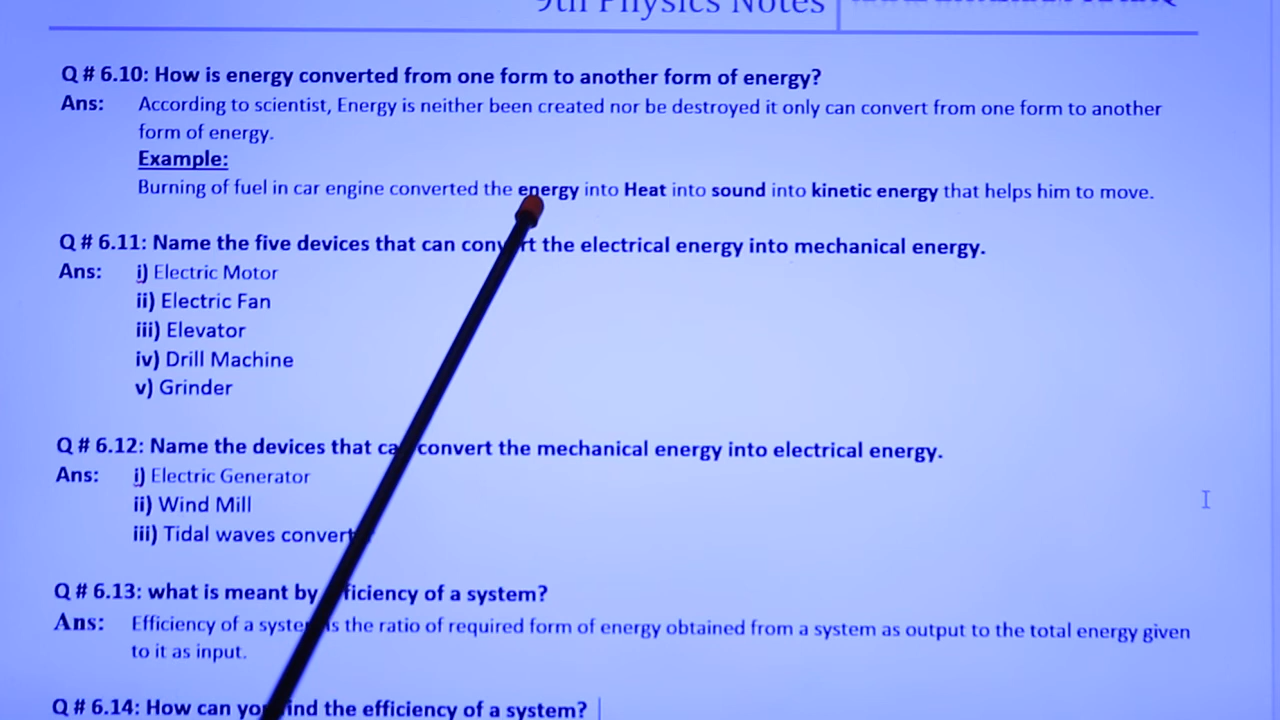 9th Physics Notes
Q # 6.10: How is energy converted from one form to another form of energy?
Ans: According to scientist, Energy is neither been created nor be destroyed it only can convert from one form to another
form of energy.
Example:
Burning of fuel in car engine converted the energy into Heat into sound into kinetic energy that helps him to move.
Q # 6.11: Name the five devices that can convert the electrical energy into mechanical energy.
Ans: i) Electric Motor
ii) Electric Fan
iii) Elevator
iv) Drill Machine
v) Grinder
Q # 6.12: Name the devices that can convert the mechanical energy into electrical energy.
Ans: i) Electric Generator
ii) Wind Mill
iii) Tidal waves convert
Q # 6.13: what is meant by efficiency of a system?
Ans: Efficiency of a system is the ratio of required form of energy obtained from a system as output to the total energy given
to it as input.
Q # 6.14: How can you find the efficiency of a system?